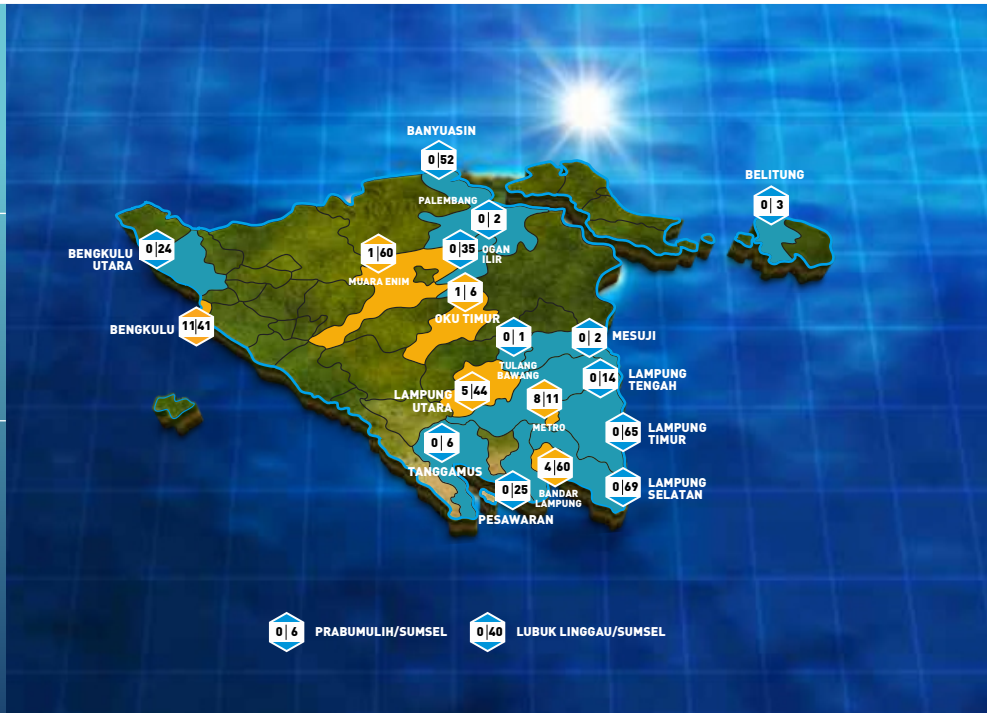 BANYUASIN
0|52
BELITUNG
0|3
PALEMBANG
0|2
BENGKULU
UTARA
0|24
1|60
MUARA ENIM
0|35
OGAN
ILIR
1|6
OKU TIMUR
BENGKULU
11|41
0|1
TULANG
BAWANG
0|2
MESUJI
0|14
LAMPUNG
TENGAH
LAMPUNG
UTARA
5|44
8|11
METRO
0|65
LAMPUNG
TIMUR
0|6
TANGGAMUS
4|60
BANDAR
LAMPUNG
0|25
PESAWARAN
0|69
LAMPUNG
SELATAN
0|6 PRABUMULIH/SUMSEL
0|40 LUBUK LINGGAU/SUMSEL